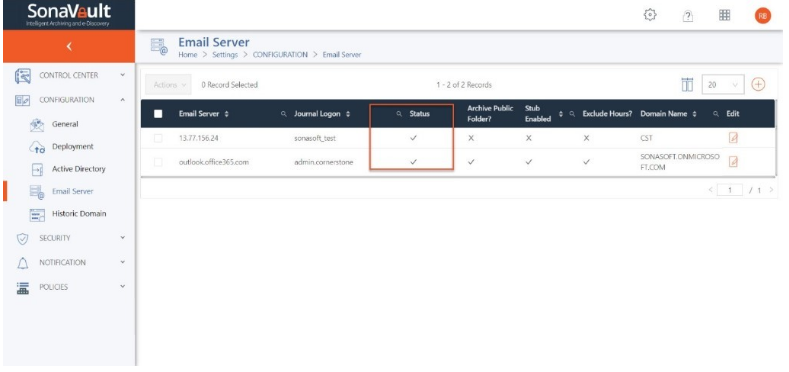 SonaVault
Intelligent Archiving and e-Discovery
RB
Email Server
Home > Settings > CONFIGURATION > Email Server
CONTROL CENTER
CONFIGURATION
General
Deployment
Active Directory
Email Server
Historic Domain
SECURITY
NOTIFICATION
POLICIES
Actions 0 Record Selected 1 - 2 of 2 Records 20
Email Server Journal Logon Status Archive Public Folder? Stub Enabled Exclude Hours? Domain Name Edit
13.77.156.24 sonasoft_test ✓ X X X CST
outlook.office365.com admin.cornerstone ✓ ✓ ✓ ✓ SONASOFT.ONMICROSO
FT.COM
< 1 / 1 >